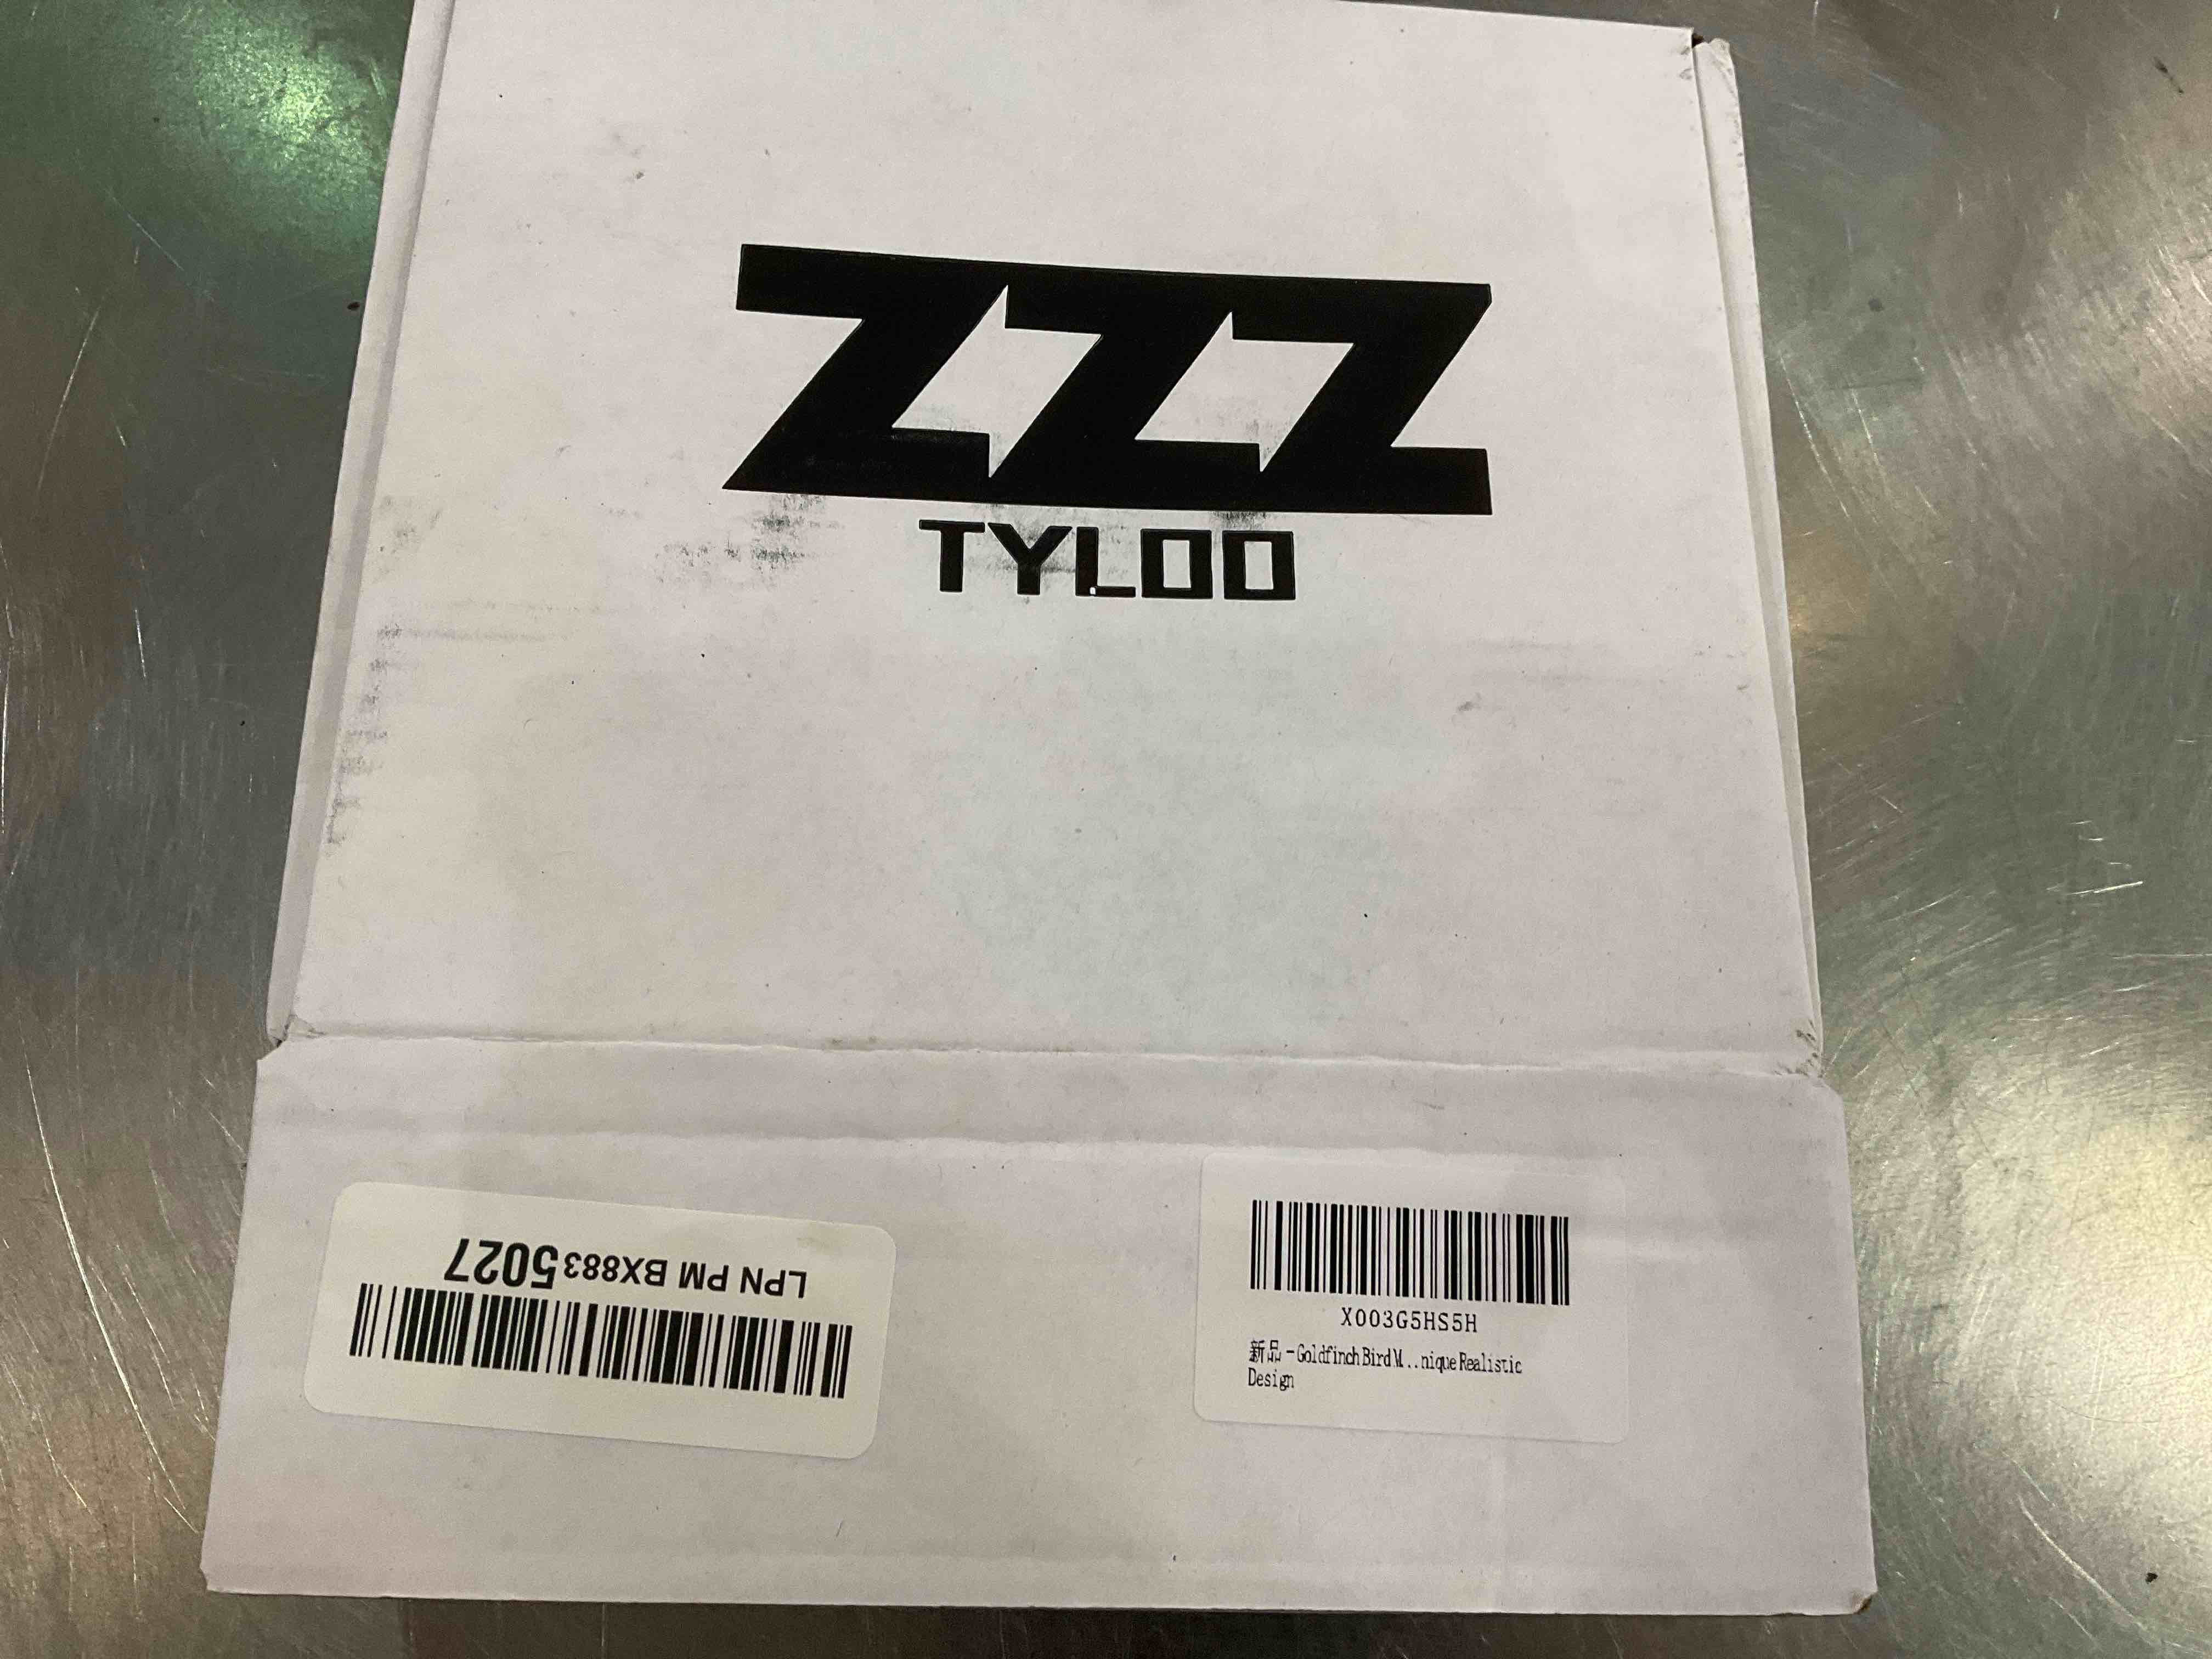 ZZZ
TYLOO
LPN PM BX8835027
X003G5HS5H
新品 - Goldfinch Bird M...nique Realistic
Design